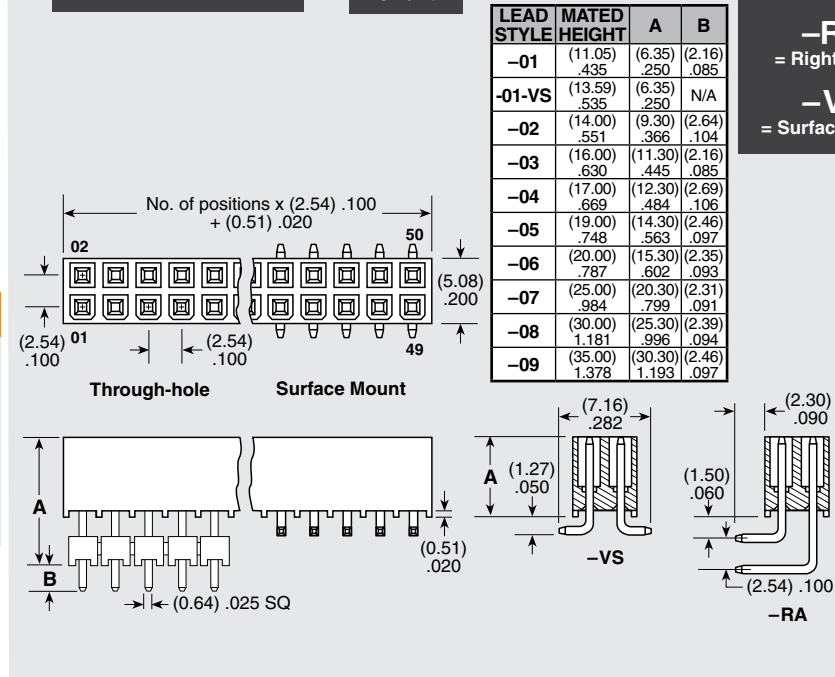 LEAD STYLE MATED HEIGHT A B
–01 (11.05) .435 (6.35) .250 (2.16) .085
-01-VS (13.59) .535 (6.35) .250 N/A
–02 (14.00) .551 (9.30) .366 (2.64) .104
–03 (16.00) .630 (11.30) .445 (2.16) .085
–04 (17.00) .669 (12.30) .484 (2.69) .106
–05 (19.00) .748 (14.30) .563 (2.46) .097
–06 (20.00) .787 (15.30) .602 (2.35) .093
–07 (25.00) .984 (20.30) .799 (2.31) .091
–08 (30.00) 1.181 (25.30) .996 (2.39) .094
–09 (35.00) 1.378 (30.30) 1.193 (2.46) .097
= Right
= Surfac
No. of positions x (2.54) .100
+ (0.51) .020
02
50
(5.08)
.200
(2.54)
.100
01
(2.54)
.100
49
Through-hole
Surface Mount
A
B
(0.64) .025 SQ
(0.51)
.020
(7.16)
.282
A
(1.27)
.050
–VS
(2.30)
.090
(1.50)
.060
(2.54) .100
–RA